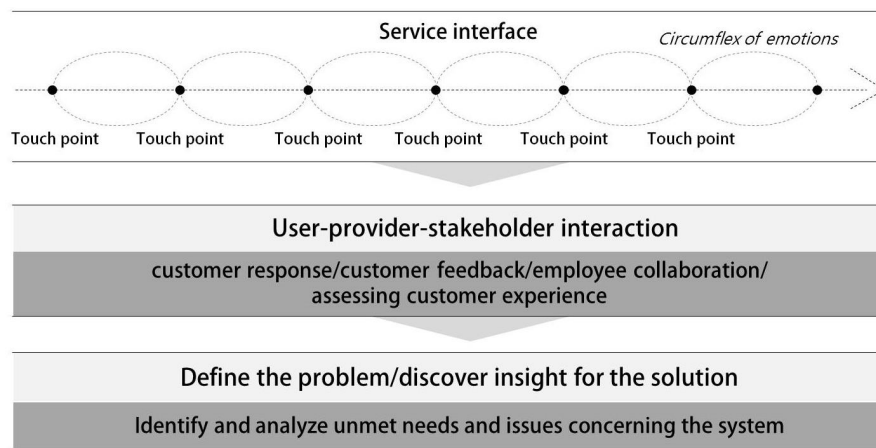 Service interface
Circumflex of emotions
Touch point Touch point Touch point Touch point Touch point Touch point
User-provider-stakeholder interaction
customer response/customer feedback/employee collaboration/
assessing customer experience
Define the problem/discover insight for the solution
Identify and analyze unmet needs and issues concerning the system